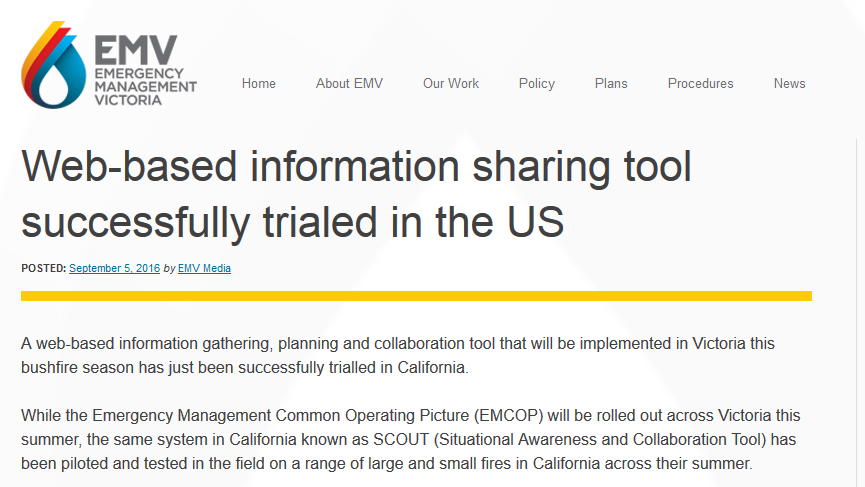 EMV
EMERGENCY
MANAGEMENT
VICTORIA
Home About EMV Our Work Policy Plans Procedures News
Web-based information sharing tool
successfully trialed in the US
POSTED: September 5, 2016 by EMV Media
A web-based information gathering, planning and collaboration tool that will be implemented in Victoria this
bushfire season has just been successfully trialled in California.
While the Emergency Management Common Operating Picture (EMCOP) will be rolled out across Victoria this
summer, the same system in California known as SCOUT (Situational Awareness and Collaboration Tool) has
been piloted and tested in the field on a range of large and small fires in California across their summer.